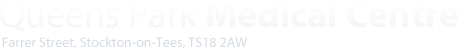 Queens Park Medical Centre
Farrer Street, Stockton-on-Tees, TS18 2AW